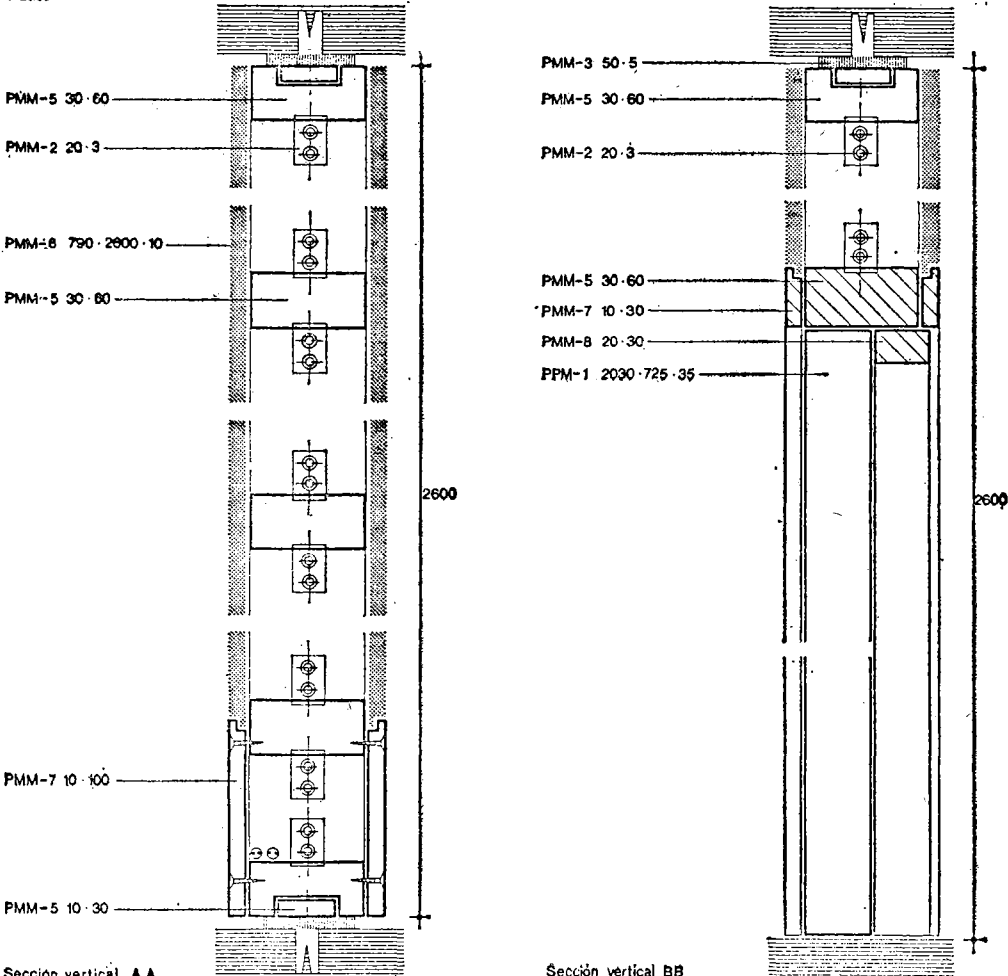 PMM-5 30·60
PMM-2 20·3
PMM-6 790·2600·10
PMM-5 30·60
PMM-7 10·100
PMM-5 10·30
2600
Sección vertical AA
PMM-3 50·5
PMM-5 30·60
PMM-2 20·3
PMM-5 30·60
PMM-7 10·30
PMM-8 20·30
PPM-1 2030·725·35
2600
Sección vertical BB